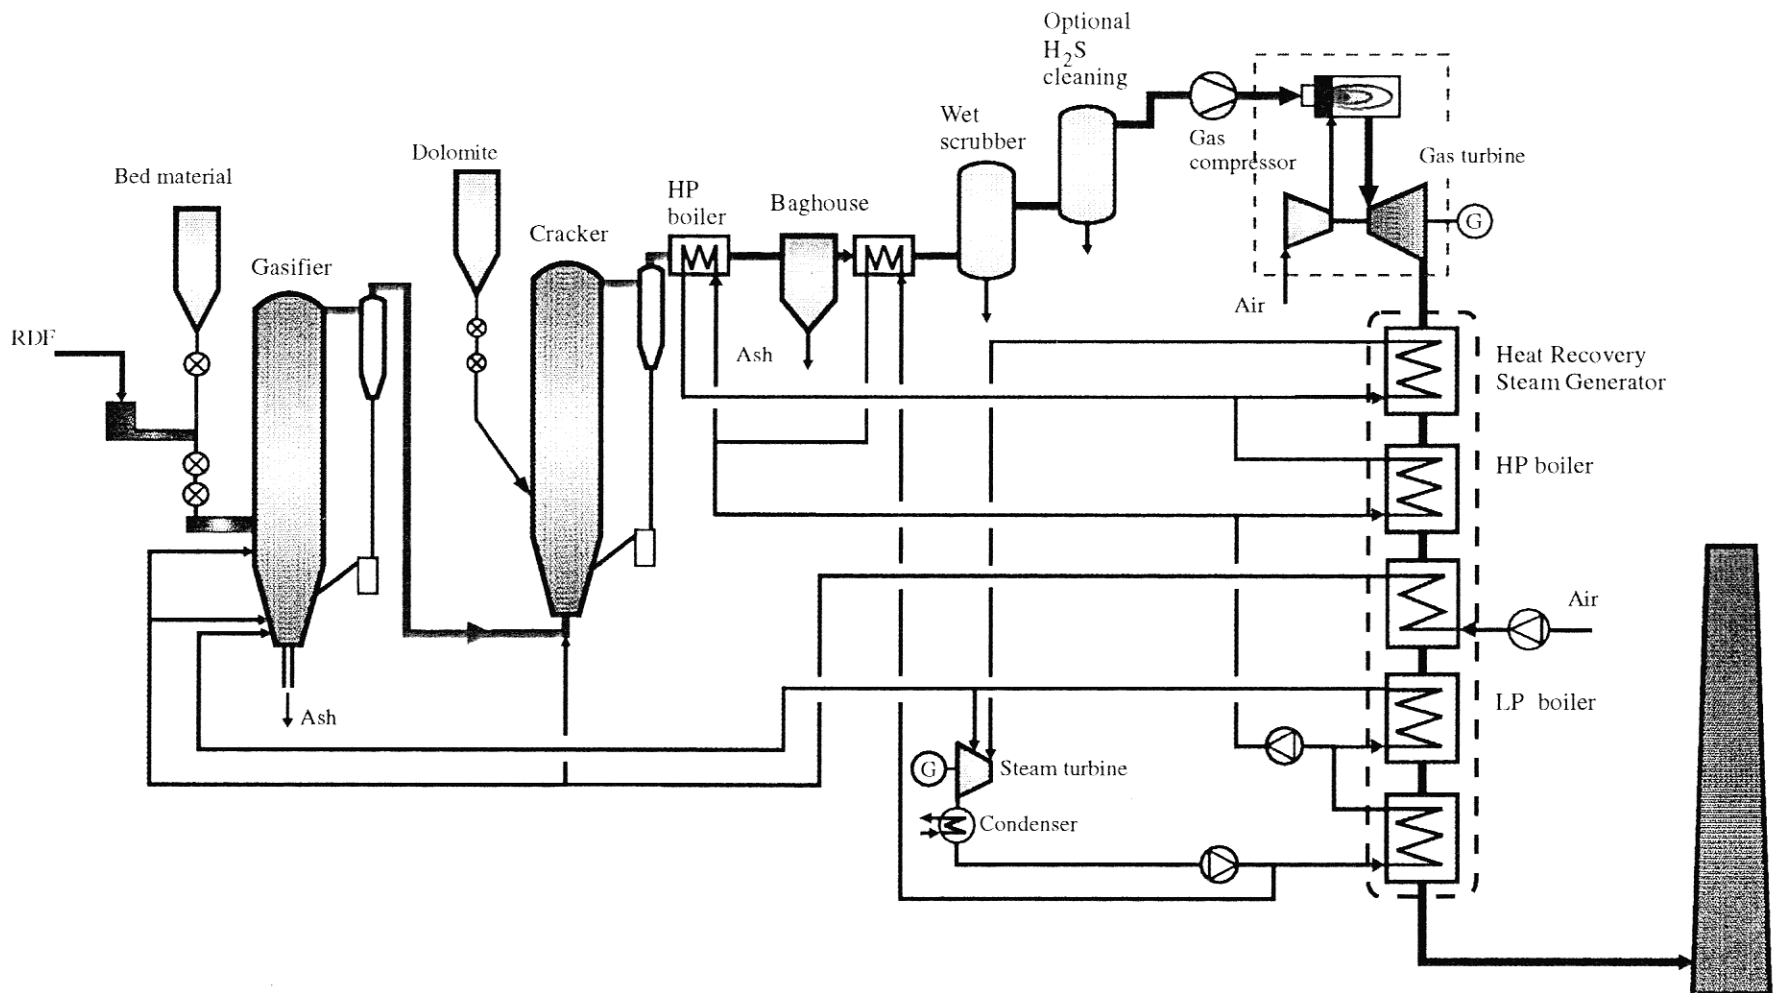 Optional
H2S
cleaning
Wet
scrubber
Gas
compressor
Gas turbine
G
Air
Dolomite
HP
boiler
Baghouse
Bed material
Cracker
Gasifier
RDF
Ash
Heat Recovery
Steam Generator
HP boiler
Air
LP boiler
Ash
G
Steam turbine
Condenser